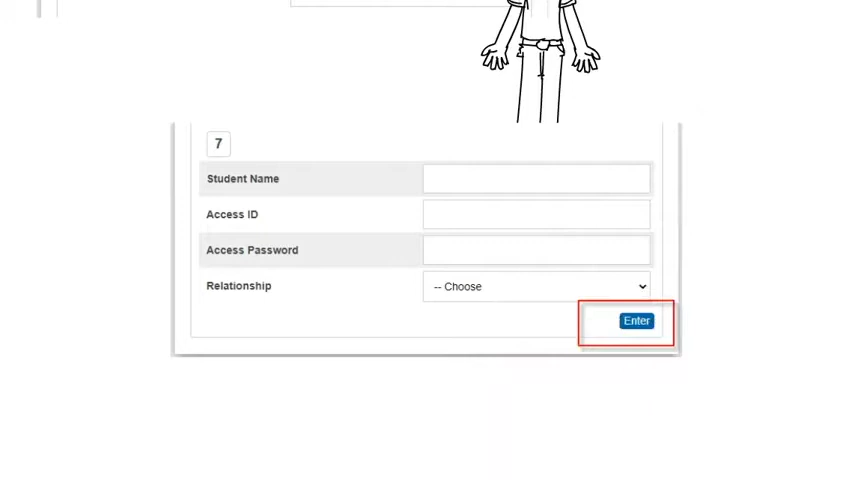 7
Student Name
Access ID
Access Password
Relationship -- Choose
Enter